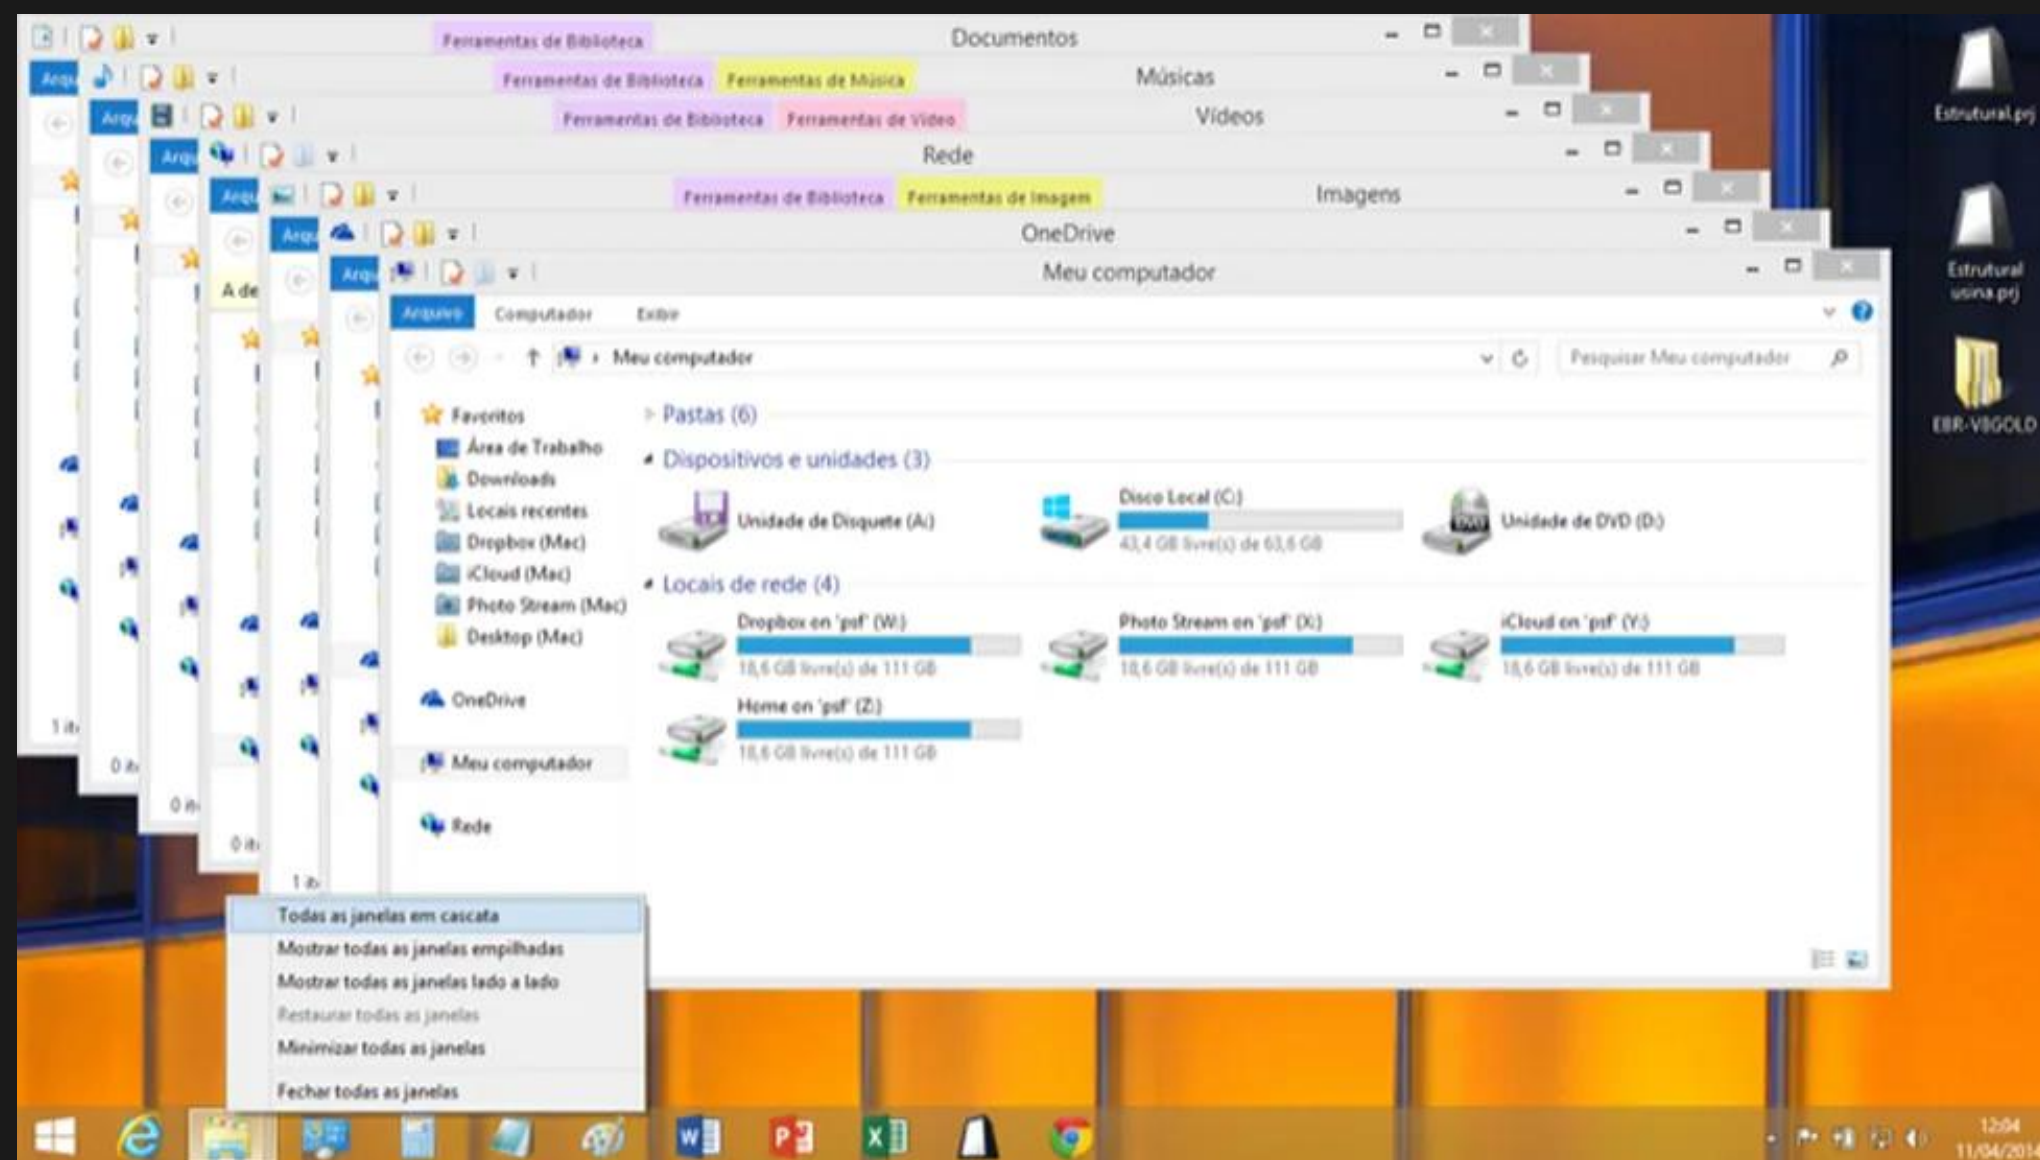 Ferramentas de Biblioteca Documentos
Ferramentas de Biblioteca Ferramentas de Música Músicas
Ferramentas de Biblioteca Ferramentas de Vídeo Vídeos
Rede
Ferramentas de Biblioteca Ferramentas de Imagem Imagens
OneDrive
Meu computador
Arquivo Computador Exibir
A de
Meu computador
Pesquisar Meu computador
Favoritos
Área de Trabalho
Downloads
Locais recentes
Dropbox (Mac)
iCloud (Mac)
Photo Stream (Mac)
Desktop (Mac)
OneDrive
Meu computador
Rede
Pastas (6)
Dispositivos e unidades (3)
Unidade de Disquete (A:)
Disco Local (C:)
43,4 GB livre(s) de 63,6 GB
Unidade de DVD (D:)
DVD
Locais de rede (4)
Dropbox on 'psf' (W:)
18,6 GB livre(s) de 111 GB
Photo Stream on 'psf' (X:)
18,6 GB livre(s) de 111 GB
iCloud on 'psf' (Y:)
18,6 GB livre(s) de 111 GB
Home on 'psf' (Z:)
18,6 GB livre(s) de 111 GB
Estrutural.prj
Estrutural
usina.prj
EBR-V8GOLD
Todas as janelas em cascata
Mostrar todas as janelas empilhadas
Mostrar todas as janelas lado a lado
Restaurar todas as janelas
Minimizar todas as janelas
Fechar todas as janelas
12:04
11/04/2014